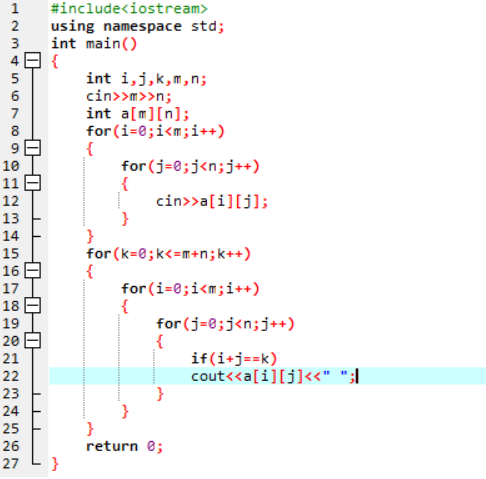 1 #include<iostream>
2 using namespace std;
3 int main()
4 {
5 int i,j,k,m,n;
6 cin>>m>>n;
7 int a[m][n];
8 for(i=0;i<m;i++)
9 {
10 for(j=0;j<n;j++)
11 {
12 cin>>a[i][j];
13 }
14 }
15 for(k=0;k<=m+n;k++)
16 {
17 for(i=0;i<m;i++)
18 {
19 for(j=0;j<n;j++)
20 {
21 if(i+j==k)
22 cout<<a[i][j]<<" ";
23 }
24 }
25 }
26 return 0;
27 }